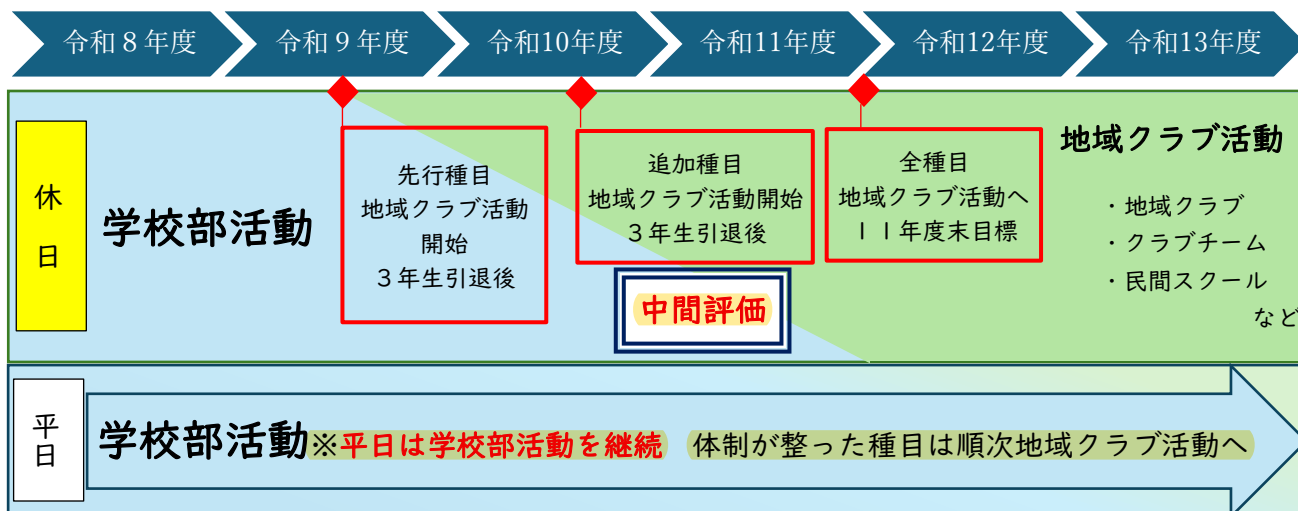 令和８年度
令和９年度
令和10年度
令和11年度
令和12年度
令和13年度
休
日
学校部活動
先行種目
地域クラブ活動
開始
３年生引退後
追加種目
地域クラブ活動開始
３年生引退後
中間評価
全種目
地域クラブ活動へ
１１年度末目標
地域クラブ活動
・地域クラブ
・クラブチーム
・民間スクール
など
平
日
学校部活動※平日は学校部活動を継続　体制が整った種目は順次地域クラブ活動へ